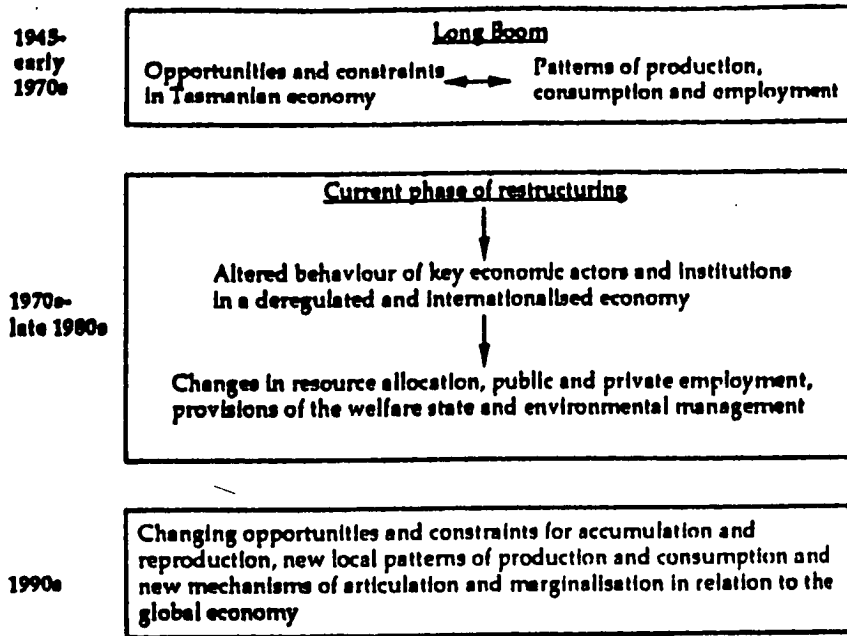 1945-
early
1970s
Long Boom
Opportunities and constraints
in Tasmanian economy
Patterns of production,
consumption and employment
1970s-
late 1980s
Current phase of restructuring
Altered behaviour of key economic actors and institutions
in a deregulated and internationalised economy
Changes in resource allocation, public and private employment,
provisions of the welfare state and environmental management
1990s
Changing opportunities and constraints for accumulation and
reproduction, new local patterns of production and consumption and
new mechanisms of articulation and marginalisation in relation to the
global economy